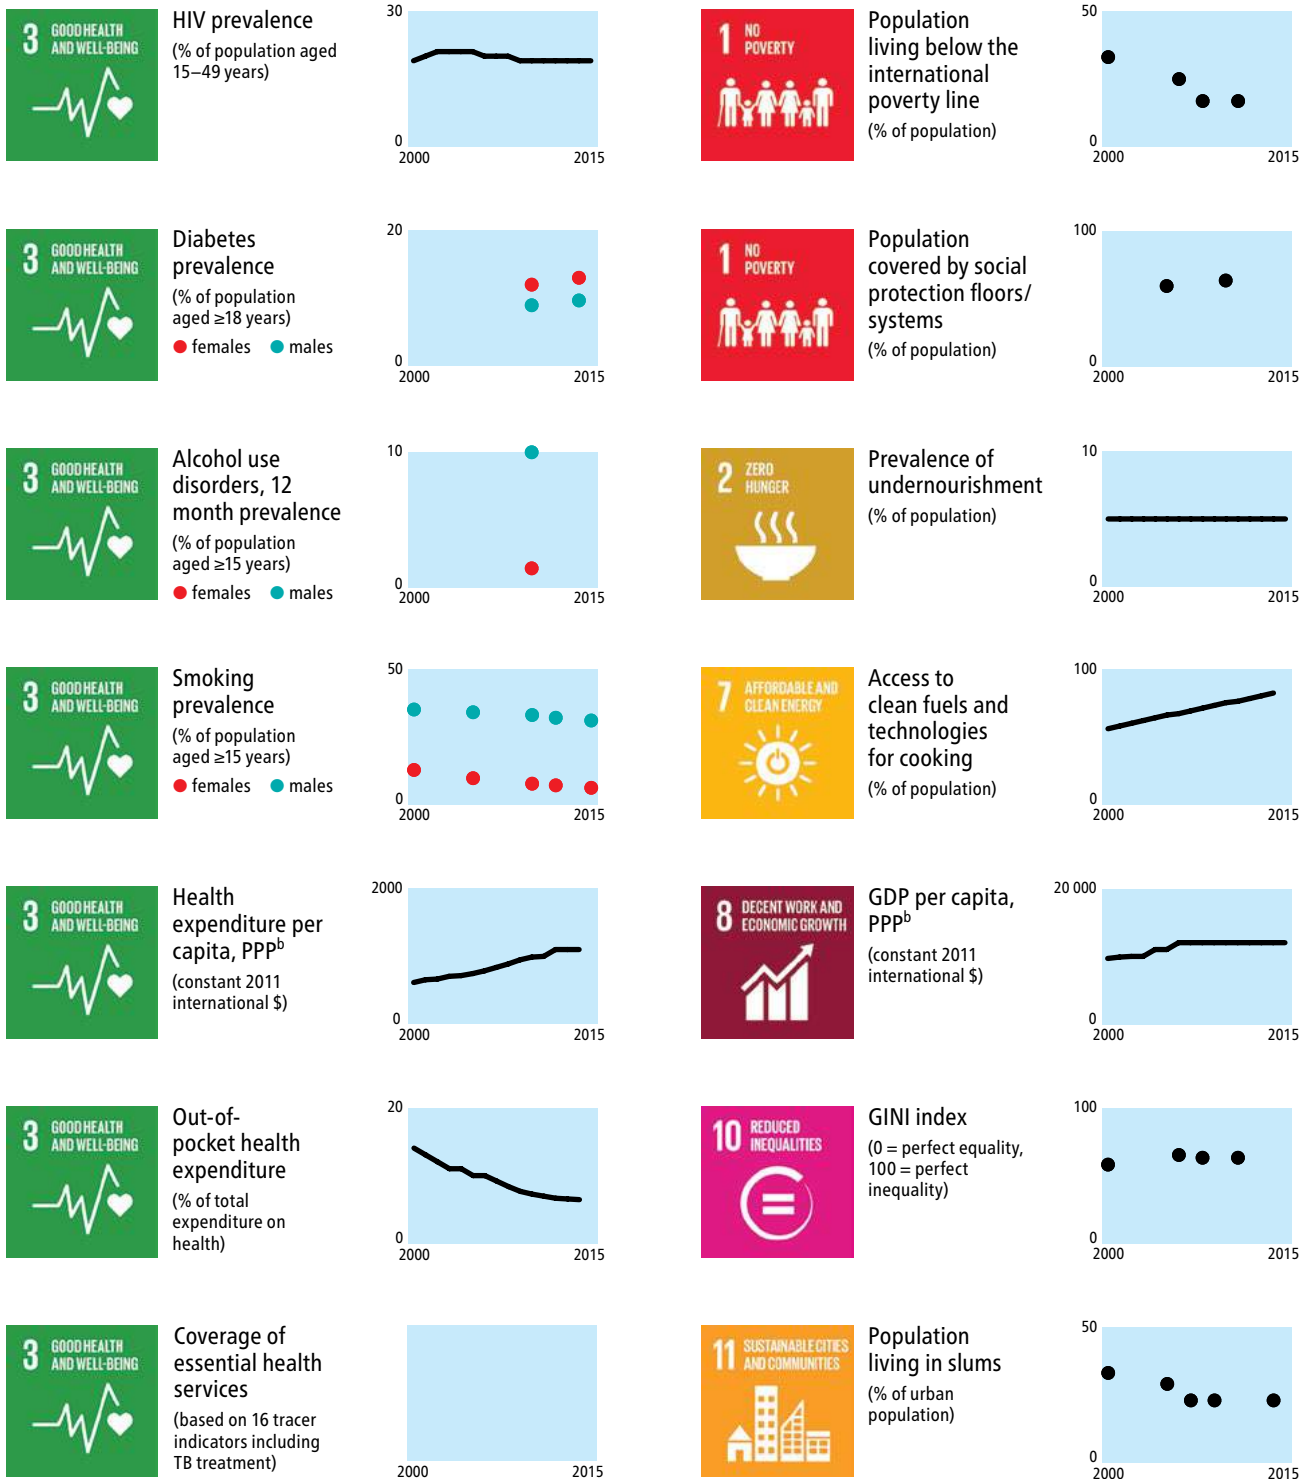 3 GOOD HEALTH
AND WELL-BEING
HIV prevalence
(% of population aged
15–49 years)
30
0
2000 2015
3 GOOD HEALTH
AND WELL-BEING
Diabetes
prevalence
(% of population
aged ≥18 years)
females males
20
0
2000 2015
3 GOOD HEALTH
AND WELL-BEING
Alcohol use
disorders, 12
month prevalence
(% of population
aged ≥15 years)
females males
10
0
2000 2015
3 GOOD HEALTH
AND WELL-BEING
Smoking
prevalence
(% of population
aged ≥15 years)
females males
50
0
2000 2015
3 GOOD HEALTH
AND WELL-BEING
Health
expenditure per
capita, PPPb
(constant 2011
international $)
2000
0
2000 2015
3 GOOD HEALTH
AND WELL-BEING
Out-of-
pocket health
expenditure
(% of total
expenditure on
health)
20
0
2000 2015
3 GOOD HEALTH
AND WELL-BEING
Coverage of
essential health
services
(based on 16 tracer
indicators including
TB treatment)
2000 2015
1 NO
POVERTY
Population
living below the
international
poverty line
(% of population)
50
0
2000 2015
1 NO
POVERTY
Population
covered by social
protection floors/
systems
(% of population)
100
0
2000 2015
2 ZERO
HUNGER
Prevalence of
undernourishment
(% of population)
10
0
2000 2015
7 AFFORDABLE AND
CLEAN ENERGY
Access to
clean fuels and
technologies
for cooking
(% of population)
100
0
2000 2015
8 DECENT WORK AND
ECONOMIC GROWTH
GDP per capita,
PPPb
(constant 2011
international $)
20 000
0
2000 2015
10 REDUCED
INEQUALITIES
GINI index
(0 = perfect equality,
100 = perfect
inequality)
100
0
2000 2015
11 SUSTAINABLE CITIES
AND COMMUNITIES
Population
living in slums
(% of urban
population)
50
0
2000 2015